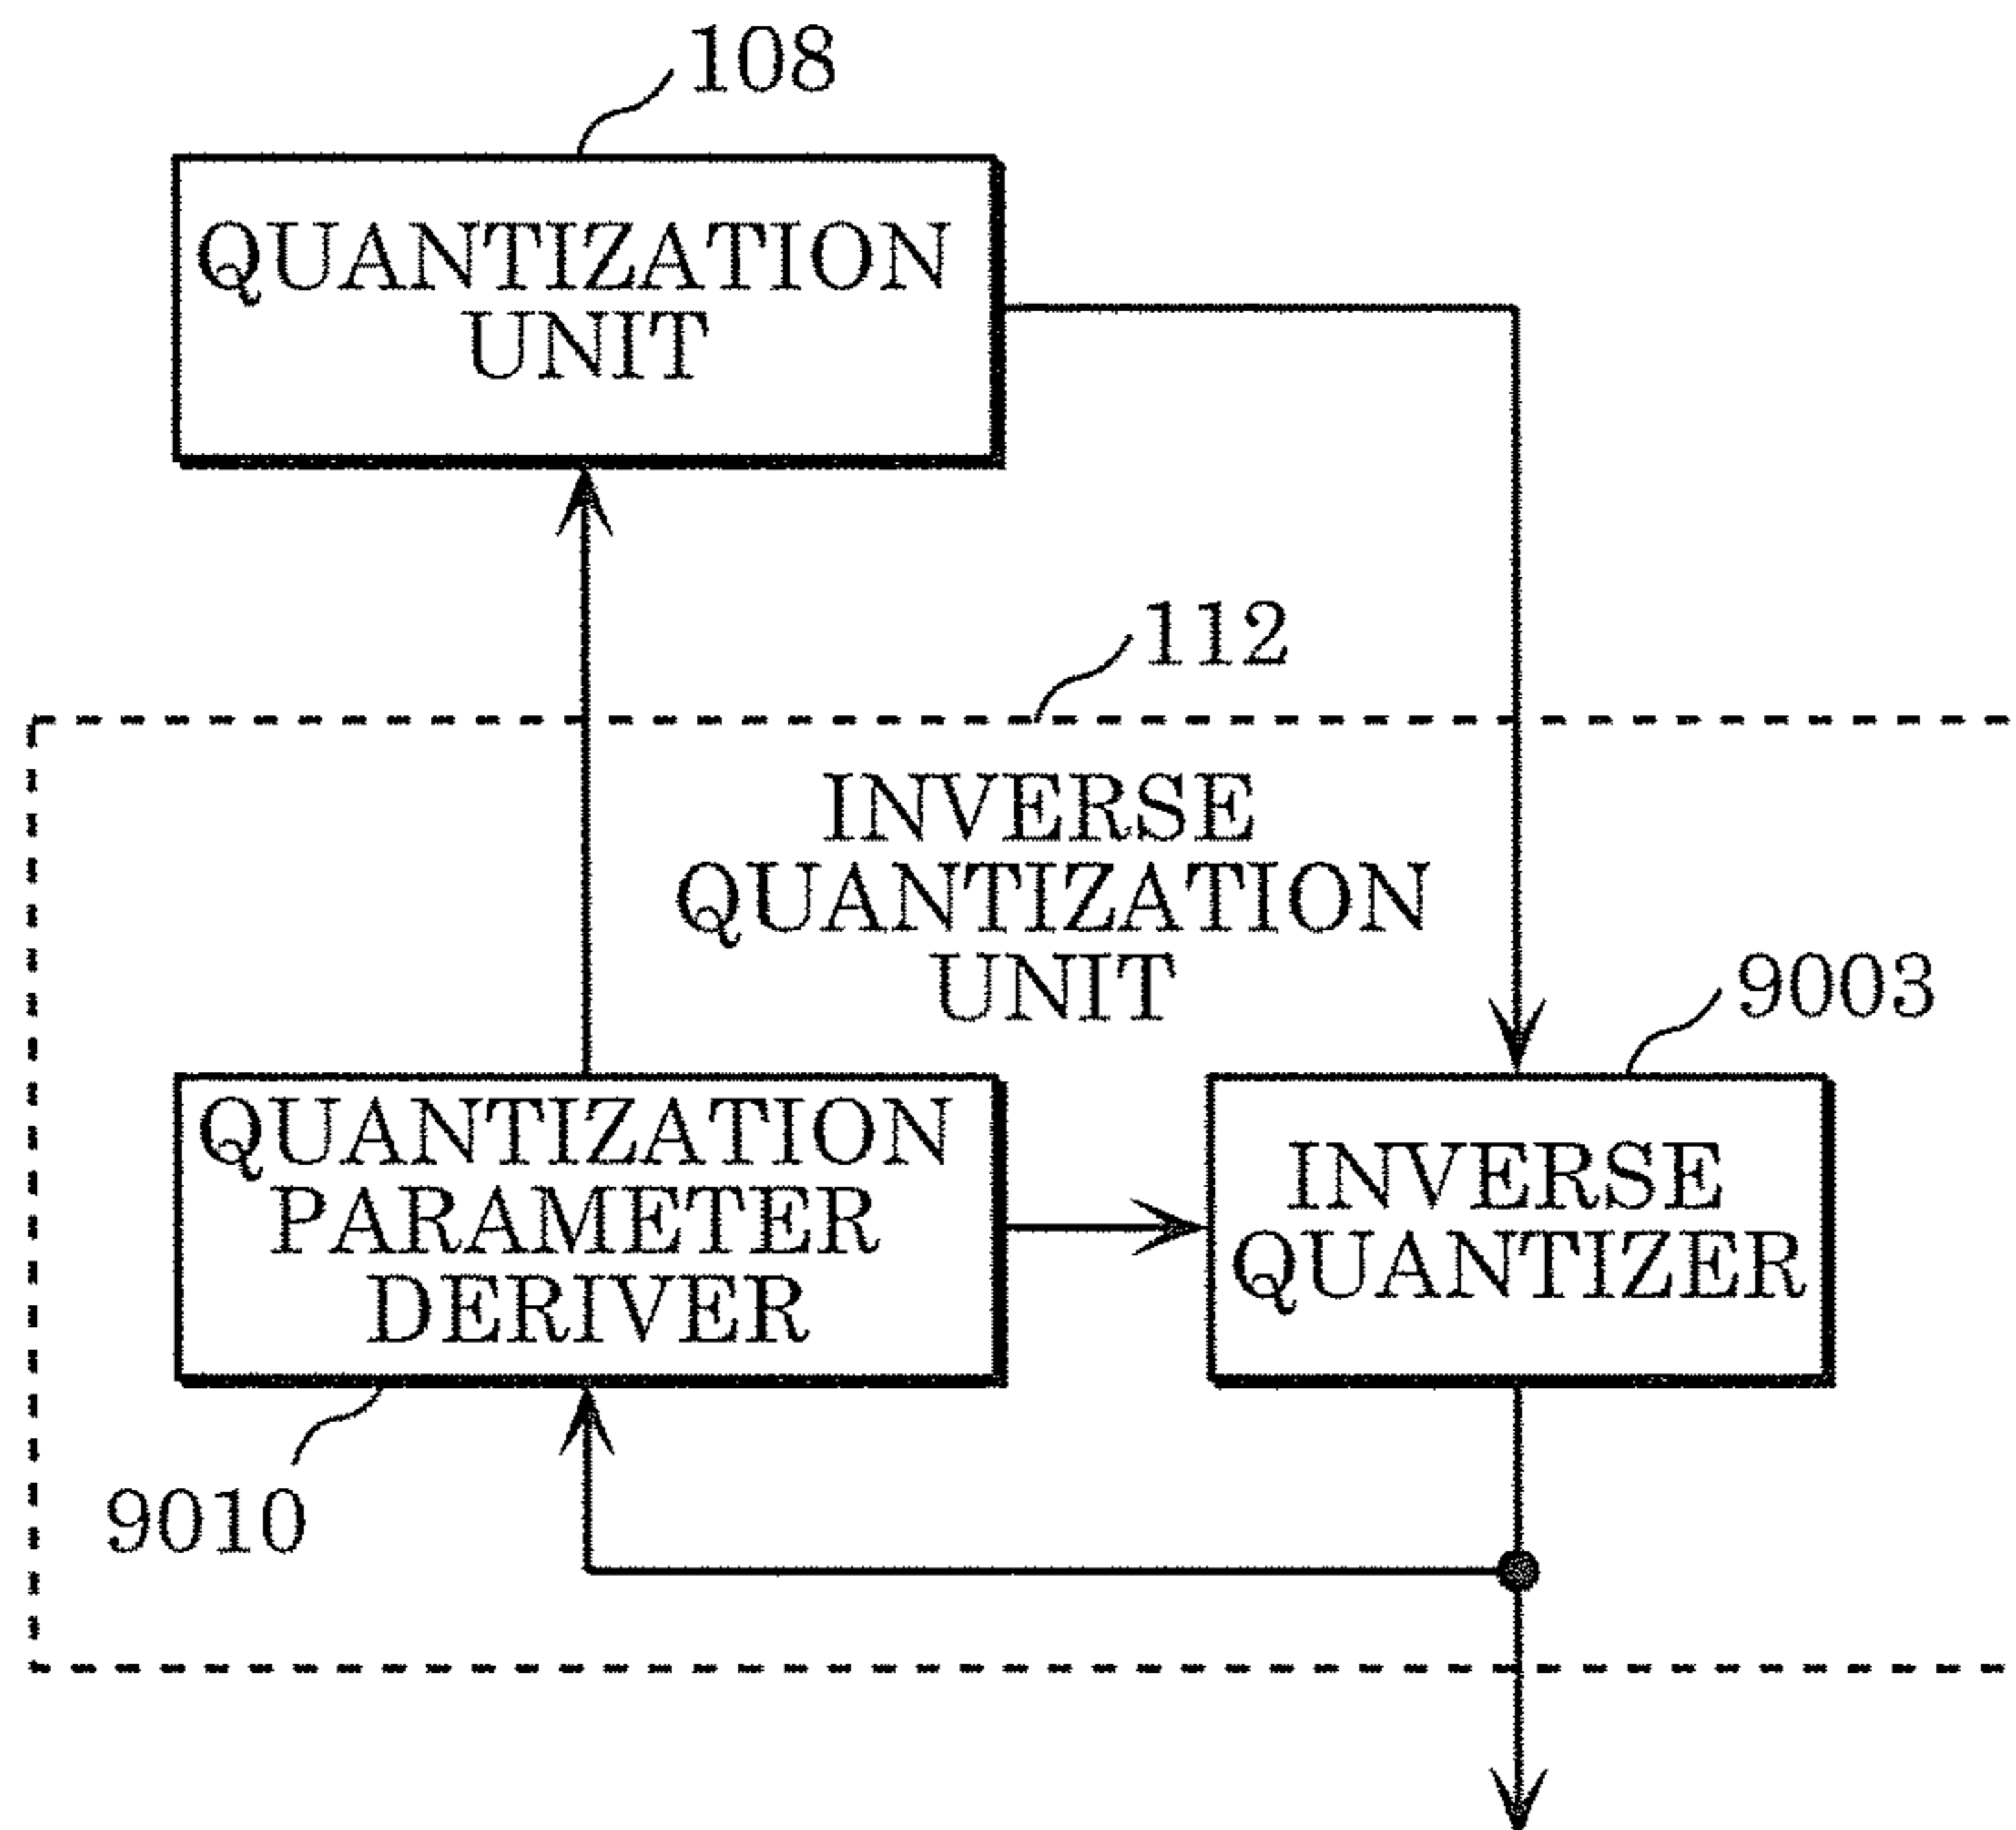 108
QUANTIZATION
UNIT
112
INVERSE
QUANTIZATION
UNIT
9003
QUANTIZATION
PARAMETER
DERIVER
INVERSE
QUANTIZER
9010